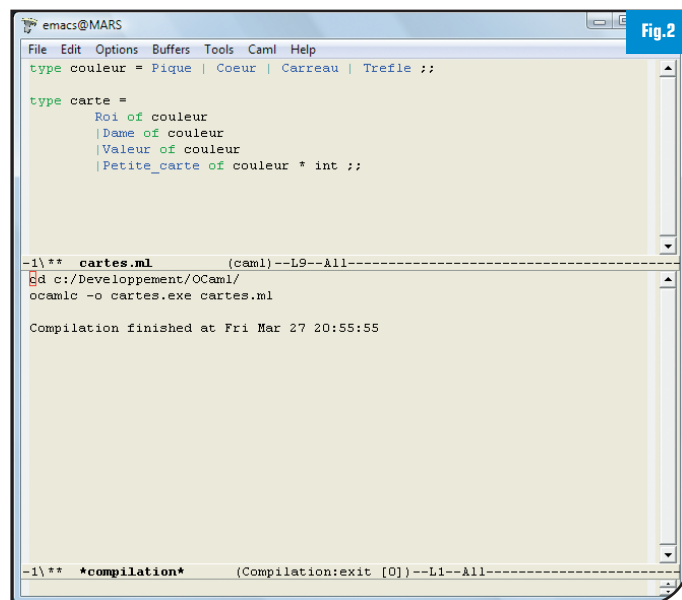 emacs@MARS
Fig.2
File Edit Options Buffers Tools Caml Help
type couleur = Pique | Coeur | Carreau | Trefle ;;
type carte =
Roi of couleur
|Dame of couleur
|Valeur of couleur
|Petite_carte of couleur * int ;;
-1\** cartes.ml (caml)--L9--All------------------------------------------
cd c:/Developpement/OCaml/
ocamlc -o cartes.exe cartes.ml
Compilation finished at Fri Mar 27 20:55:55
-1\** *compilation* (Compilation:exit [0])--L1--All-------------------------